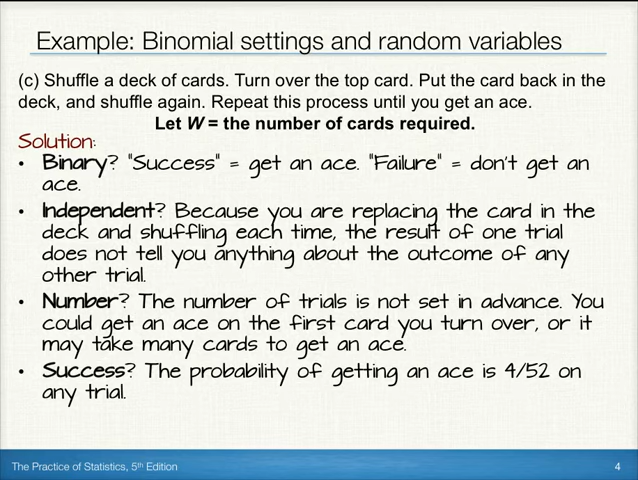 Example: Binomial settings and random variables
(c) Shuffle a deck of cards. Turn over the top card. Put the card back in the
deck, and shuffle again. Repeat this process until you get an ace.
Let W = the number of cards required.
Solution:
• Binary? "Success" = get an ace. "Failure" = don't get an
ace.
• Independent? Because you are replacing the card in the
deck and shuffling each time, the result of one trial
does not tell you anything about the outcome of any
other trial.
• Number? The number of trials is not set in advance. You
could get an ace on the first card you turn over, or it
may take many cards to get an ace.
• Success? The probability of getting an ace is 4/52 on
any trial.
The Practice of Statistics, 5th Edition
4